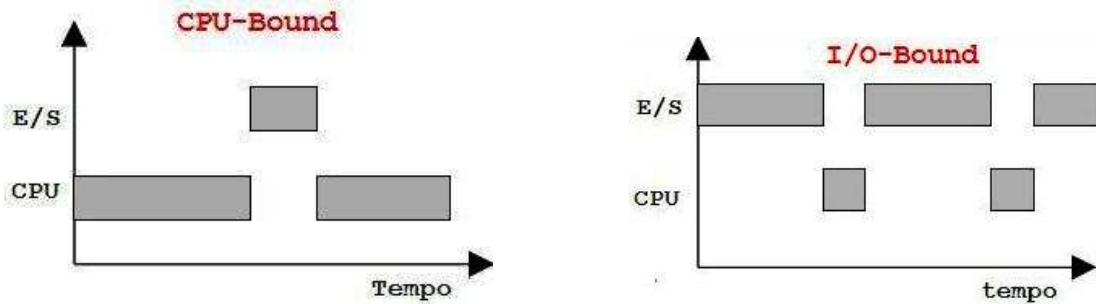 CPU-Bound
E/S
CPU
Tempo
I/O-Bound
E/S
CPU
tempo